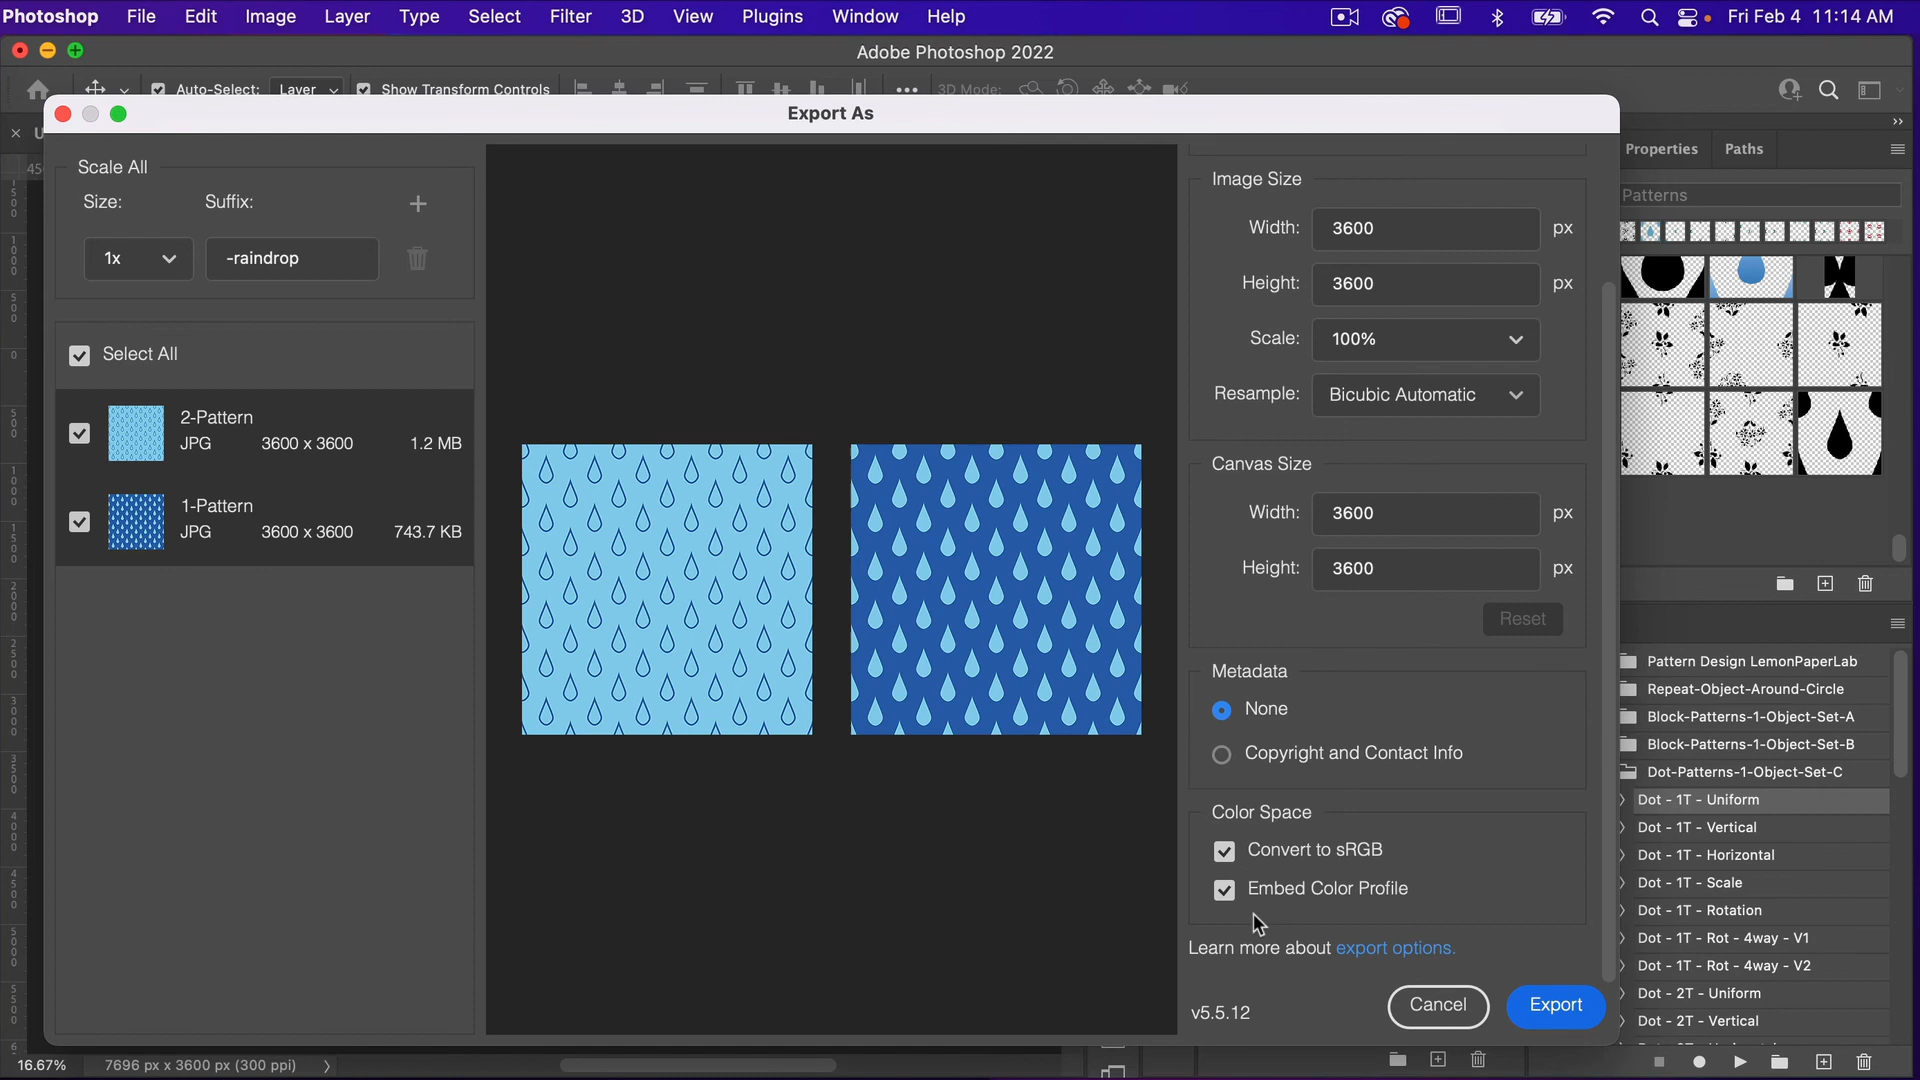 Photoshop File Edit Image Layer Type Select Filter 3D View Plugins Window Help Fri Feb 4 11:14 AM
Adobe Photoshop 2022
Auto-Select: Layer Show Transform Controls 3D Mode:
Export As
Scale All
Size: Suffix:
1x -raindrop
Select All
2-Pattern
JPG 3600 x 3600 1.2 MB
1-Pattern
JPG 3600 x 3600 743.7 KB
Image Size
Width: 3600 px
Height: 3600 px
Scale: 100%
Resample: Bicubic Automatic
Canvas Size
Width: 3600 px
Height: 3600 px
Reset
Metadata
None
Copyright and Contact Info
Color Space
Convert to sRGB
Embed Color Profile
Learn more about export options.
v5.5.12 Cancel Export
Properties Paths
Patterns
Pattern Design LemonPaperLab
Repeat-Object-Around-Circle
Block-Patterns-1-Object-Set-A
Block-Patterns-1-Object-Set-B
Dot-Patterns-1-Object-Set-C
Dot - 1T - Uniform
Dot - 1T - Vertical
Dot - 1T - Horizontal
Dot - 1T - Scale
Dot - 1T - Rotation
Dot - 1T - Rot - 4way - V1
Dot - 1T - Rot - 4way - V2
Dot - 2T - Uniform
Dot - 2T - Vertical
16.67% 7696 px x 3600 px (300 ppi)